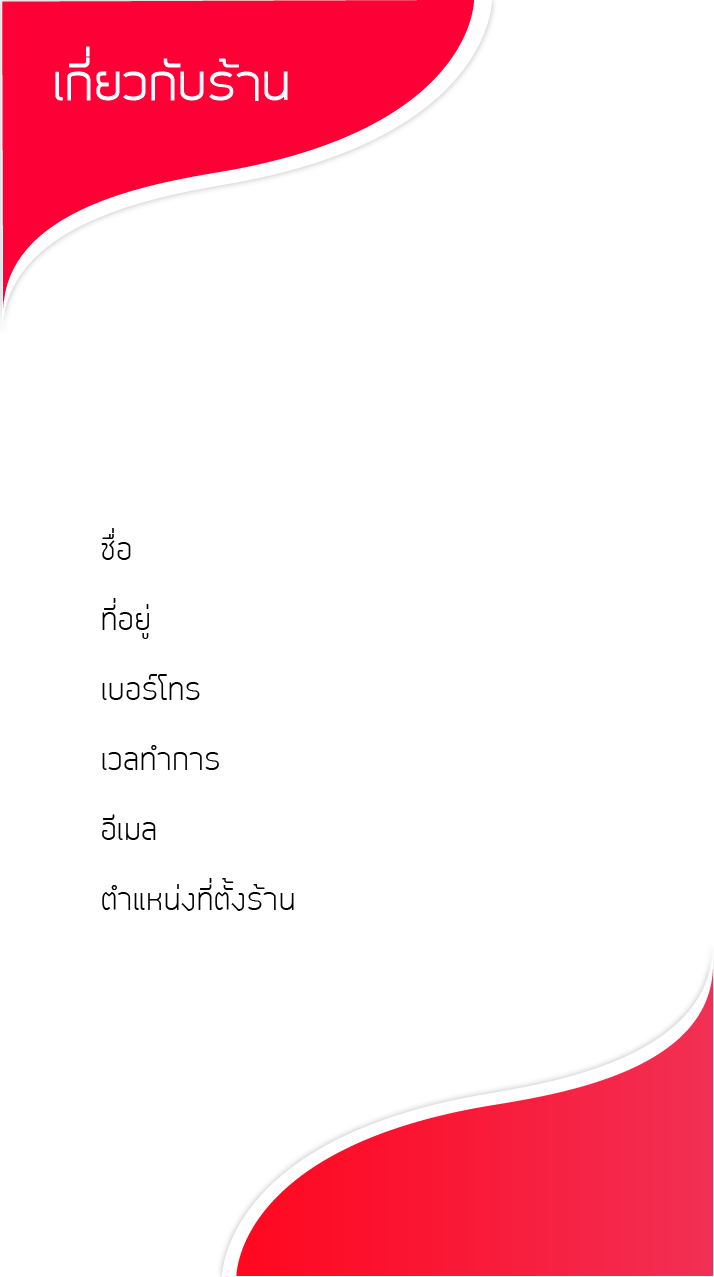 เกี่ยวกับร้าน
ชื่อ
ที่อยู่
เบอร์โทร
เวลทำการ
อีเมล
ตำแหน่งที่ตั้งร้าน